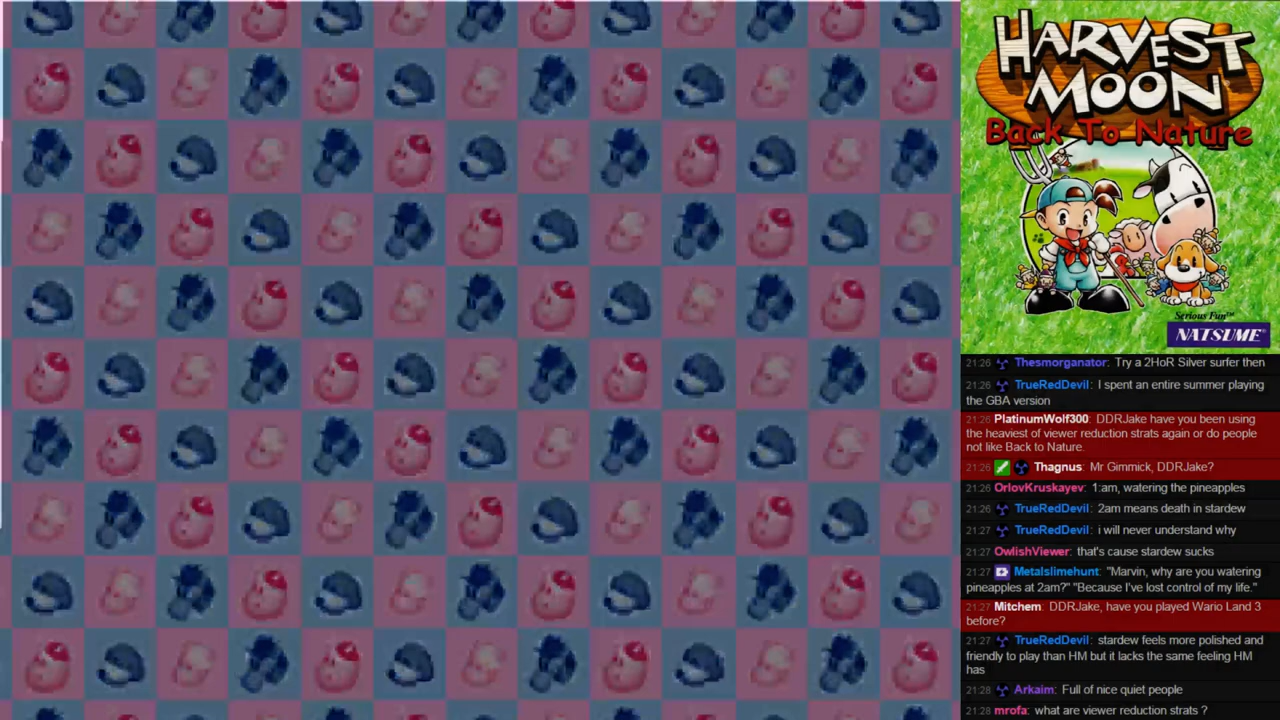 HARVEST
MOON
Back To Nature
Serious Fun™
NATSUME®
21:26 Thesmorganator: Try a 2HoR Silver surfer then
21:26 TrueRedDevil: I spent an entire summer playing
the GBA version
21:26 PlatinumWolf300: DDRJake have you been using
the heaviest of viewer reduction strats again or do people
not like Back to Nature.
21:26 Thagnus: Mr Gimmick, DDRJake?
21:26 OrlovKruskayev: 1:am, watering the pineapples
21:26 TrueRedDevil: 2am means death in stardew
21:27 TrueRedDevil: i will never understand why
21:27 OwlishViewer: that's cause stardew sucks
21:27 Metalslimehunt: "Marvin, why are you watering
pineapples at 2am?" "Because I've lost control of my life."
21:27 Mitchem: DDRJake, have you played Wario Land 3
before?
21:27 TrueRedDevil: stardew feels more polished and
friendly to play than HM but it lacks the same feeling HM
has
21:28 Arkaim: Full of nice quiet people
21:28 mrofa: what are viewer reduction strats ?